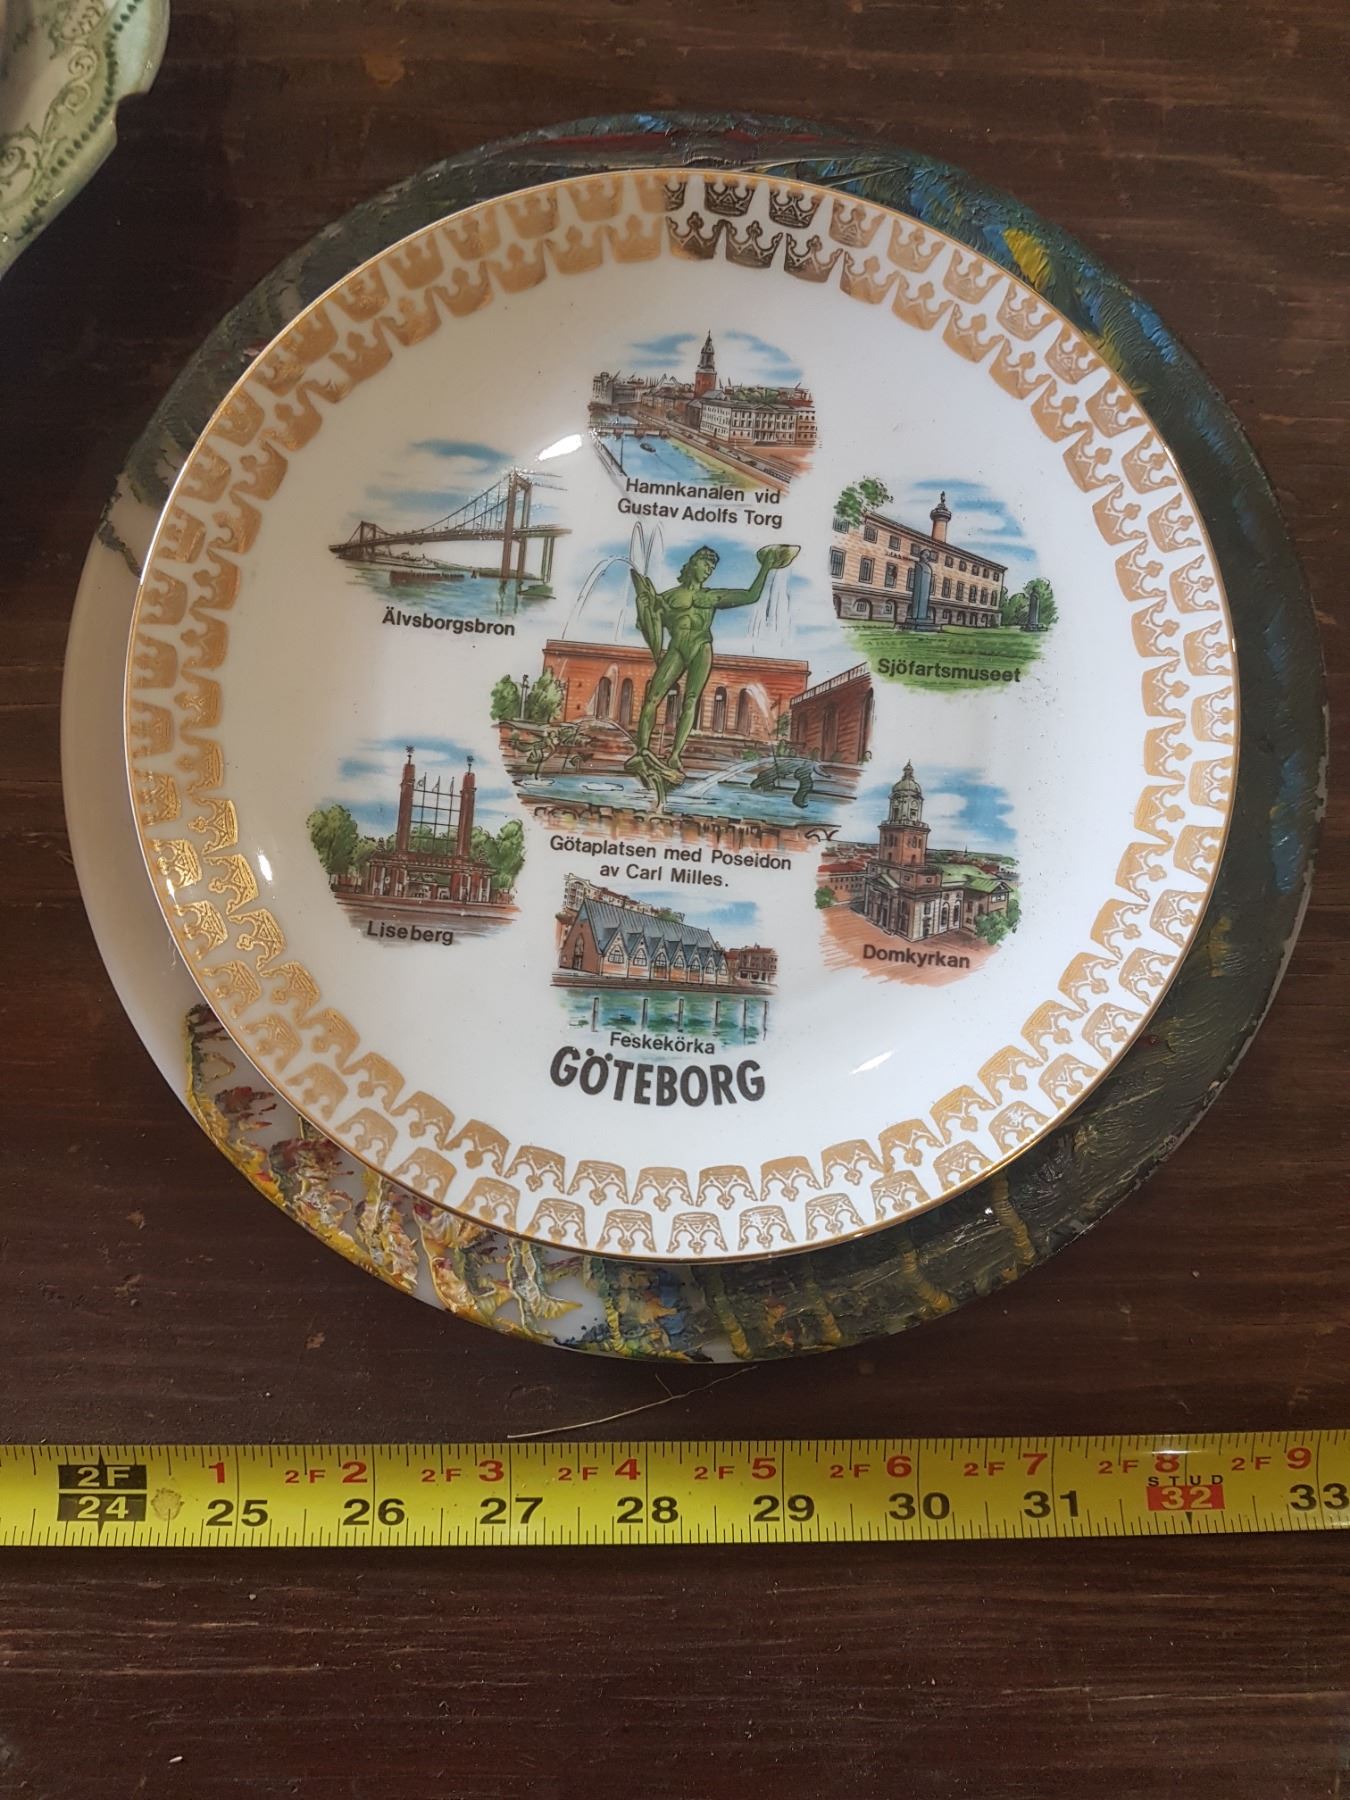 Hamnkanalen vid
Gustav Adolfs Torg
Älvsborgsbron
Sjöfartsmuseet
Götaplatsen med Poseidon
av Carl Milles.
Liseberg
Domkyrkan
Feskekörka
GÖTEBORG
2F 1 2F 2 2F 3 2F 4 2F 5 2F 6 2F 7 2F 8 2F 9
STUD
24 25 26 27 28 29 30 31 32 33